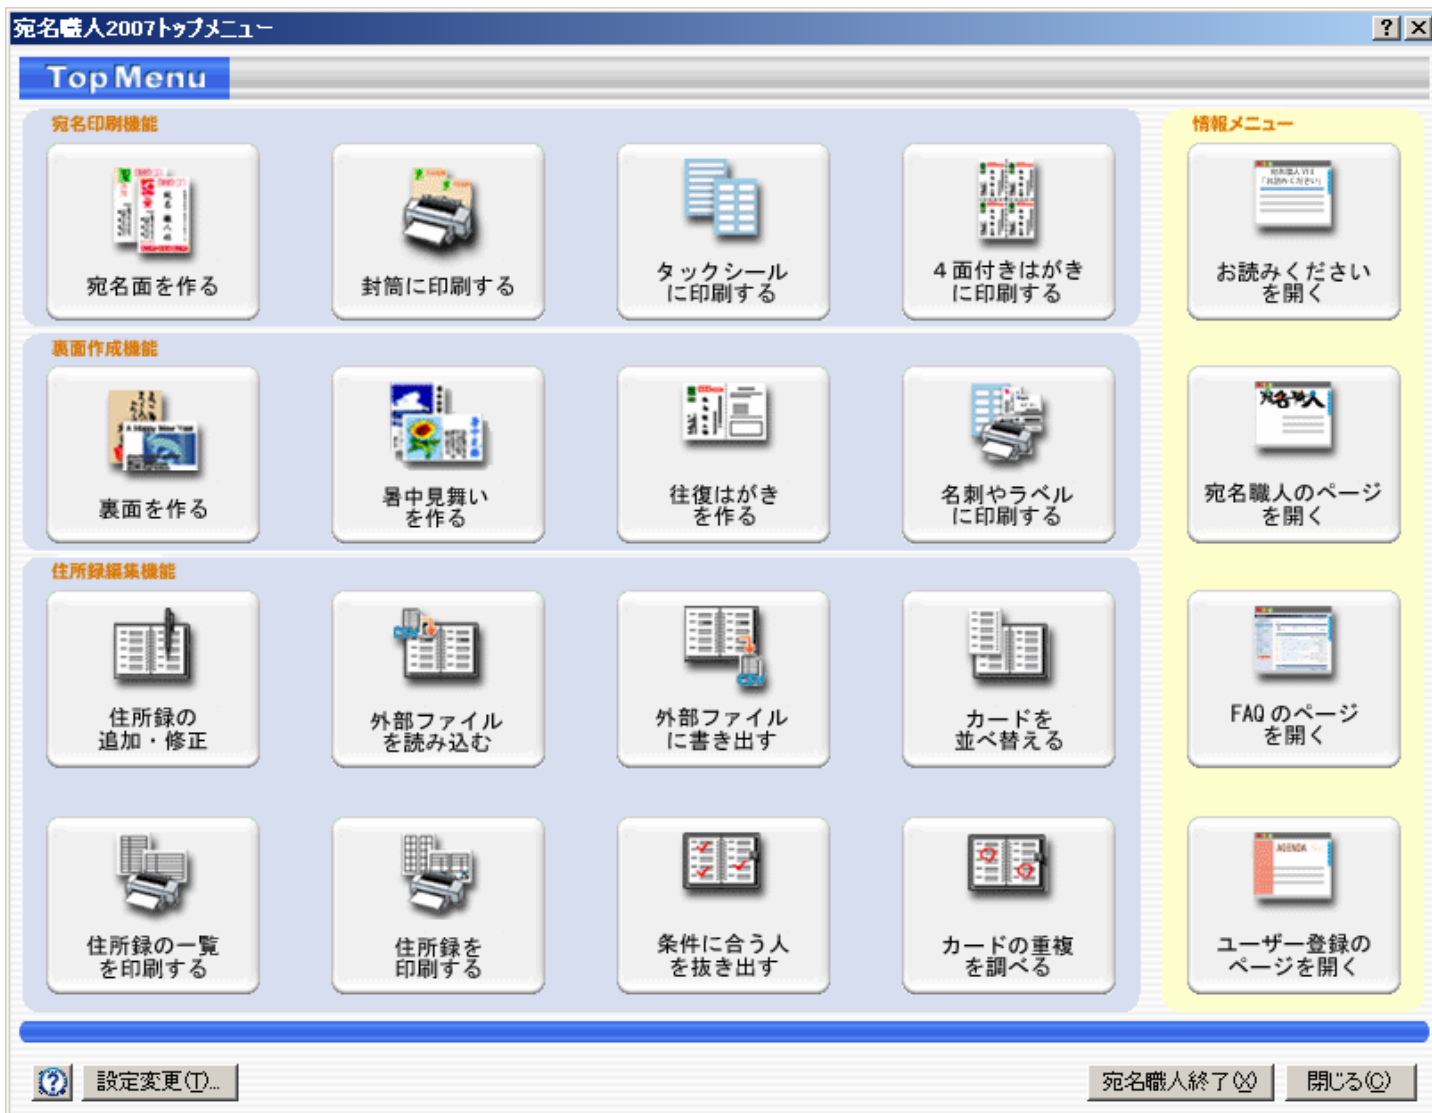 宛名職人2007トップメニュー
Top Menu
宛名印刷機能
宛名面を作る
封筒に印刷する
タックシール
に印刷する
4面付きはがき
に印刷する
裏面作成機能
裏面を作る
暑中見舞い
を作る
往復はがき
を作る
名刺やラベル
に印刷する
住所録編集機能
住所録の
追加・修正
CSV
外部ファイル
を読み込む
CSV
外部ファイル
に書き出す
カードを
並べ替える
住所録の一覧
を印刷する
住所録を
印刷する
条件に合う人
を抜き出す
カードの重複
を調べる
情報メニュー
お読みください
を開く
宛名職人
宛名職人のページ
を開く
FAQのページ
を開く
AGENDA
ユーザー登録の
ページを開く
設定変更(T)...
宛名職人終了(X)
閉じる(C)